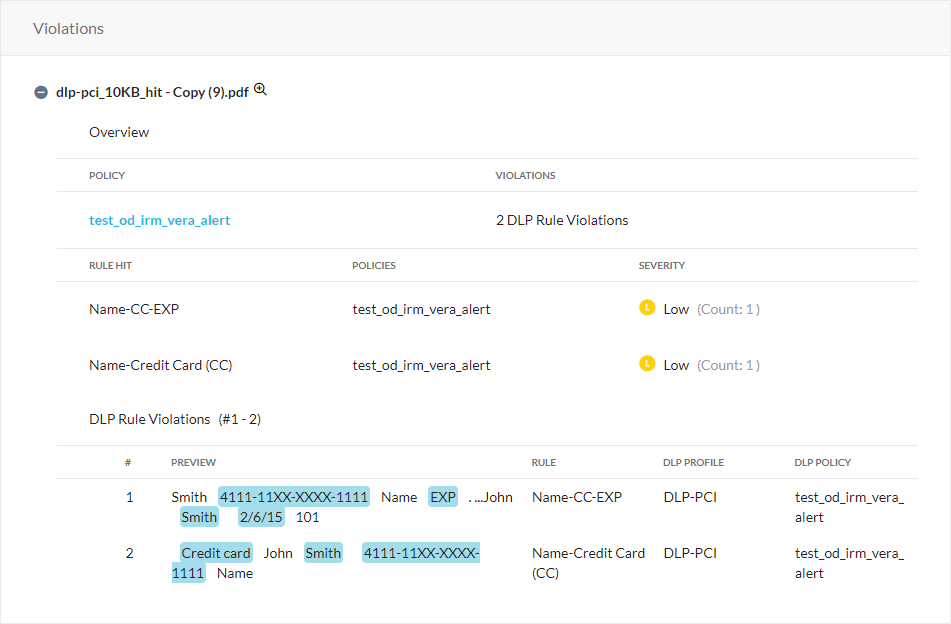 Violations
dlp-pci_10KB_hit - Copy (9).pdf
Overview
POLICY VIOLATIONS
test_od_irm_vera_alert 2 DLP Rule Violations
RULE HIT POLICIES SEVERITY
Name-CC-EXP test_od_irm_vera_alert L Low (Count: 1 )
Name-Credit Card (CC) test_od_irm_vera_alert L Low (Count: 1 )
DLP Rule Violations (#1 - 2)
# PREVIEW RULE DLP PROFILE DLP POLICY
1 Smith 4111-11XX-XXXX-1111 Name EXP . ...John Name-CC-EXP DLP-PCI test_od_irm_vera_
Smith 2/6/15 101 alert
2 Credit card John Smith 4111-11XX-XXXX- Name-Credit Card DLP-PCI test_od_irm_vera_
1111 Name (CC) alert